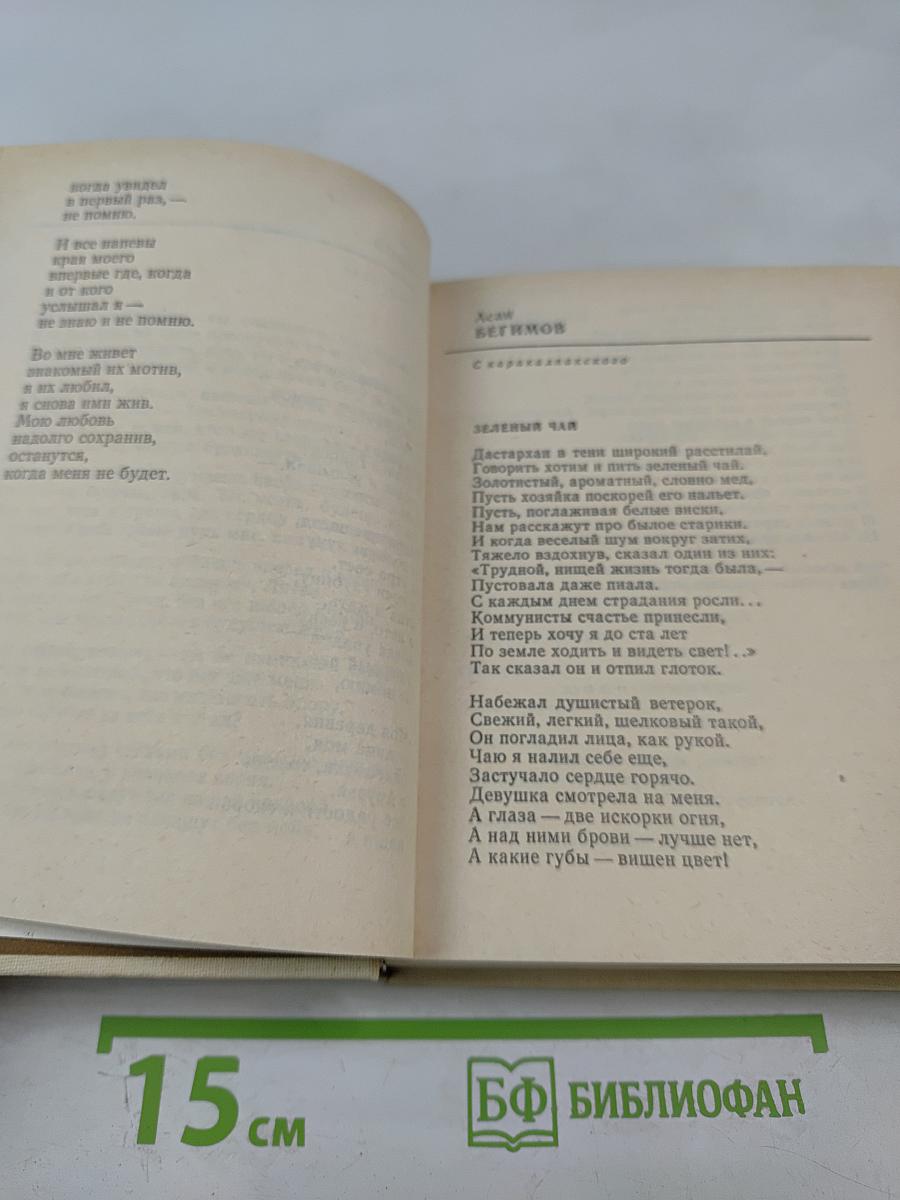 когда увидел
в первый раз, —
не помню.
И все напевы
края моего
впервые где, когда
и от кого
услышал я —
не знаю и не помню.
Во мне живет
знакомый их мотив,
я их любил,
я снова ими жив.
Мою любовь
надолго сохранив,
останутся,
когда меня не будет.
БЕГИМОВ
С каракалпакского
ЗЕЛЕНЫЙ ЧАЙ
Дастархан в тени широкий расстилай.
Говорить хотим и пить зеленый чай.
Золотистый, ароматный, словно мед,
Пусть хозяйка поскорей его нальет.
Пусть, поглаживая белые виски,
Нам расскажут про былое старики.
И когда веселый шум вокруг затих,
Тяжело вздохнув, сказал один из них:
«Трудной, нищей жизнь тогда была, —
Пустовала даже пиала.
С каждым днем страдания росли...
Коммунисты счастье принесли,
И теперь хочу я до ста лет
По земле ходить и видеть свет!..»
Так сказал он и отпил глоток.
Набежал душистый ветерок,
Свежий, легкий, шелковый такой,
Он погладил лица, как рукой.
Чаю я налил себе еще,
Застучало сердце горячо.
Девушка смотрела на меня.
А глаза — две искорки огня,
А над ними брови — лучше нет,
А какие губы — вишен цвет!
15 см
БФ БИБЛИОФАН